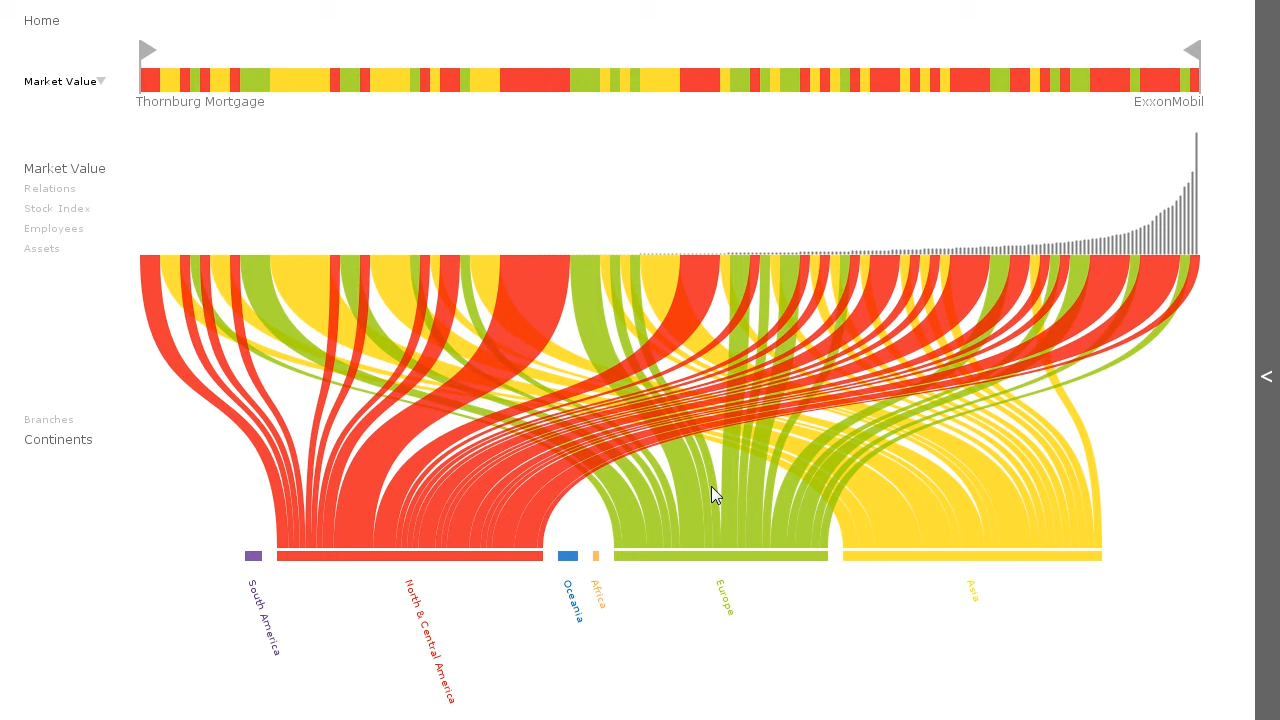 Home
Market Value
Thornburg Mortgage
ExxonMobil
Market Value
Relations
Stock Index
Employees
Assets
Branches
Continents
<
South America
North & Central America
Oceania
Africa
Europe
Asia